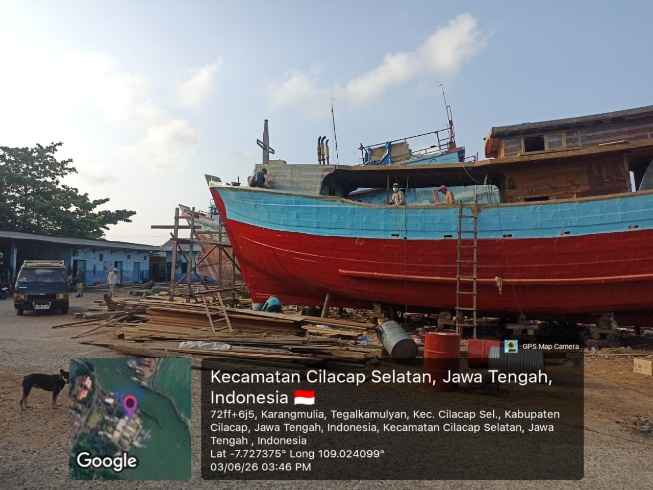 GPS Map Camera
Kecamatan Cilacap Selatan, Jawa Tengah,
Indonesia 🇮🇩
72ff+6j5, Karangmulia, Tegalkamulyan, Kec. Cilacap Sel., Kabupaten
Cilacap, Jawa Tengah, Indonesia, Kecamatan Cilacap Selatan, Jawa
Tengah , Indonesia
Lat -7.727375° Long 109.024099°
03/06/26 03:46 PM
Google